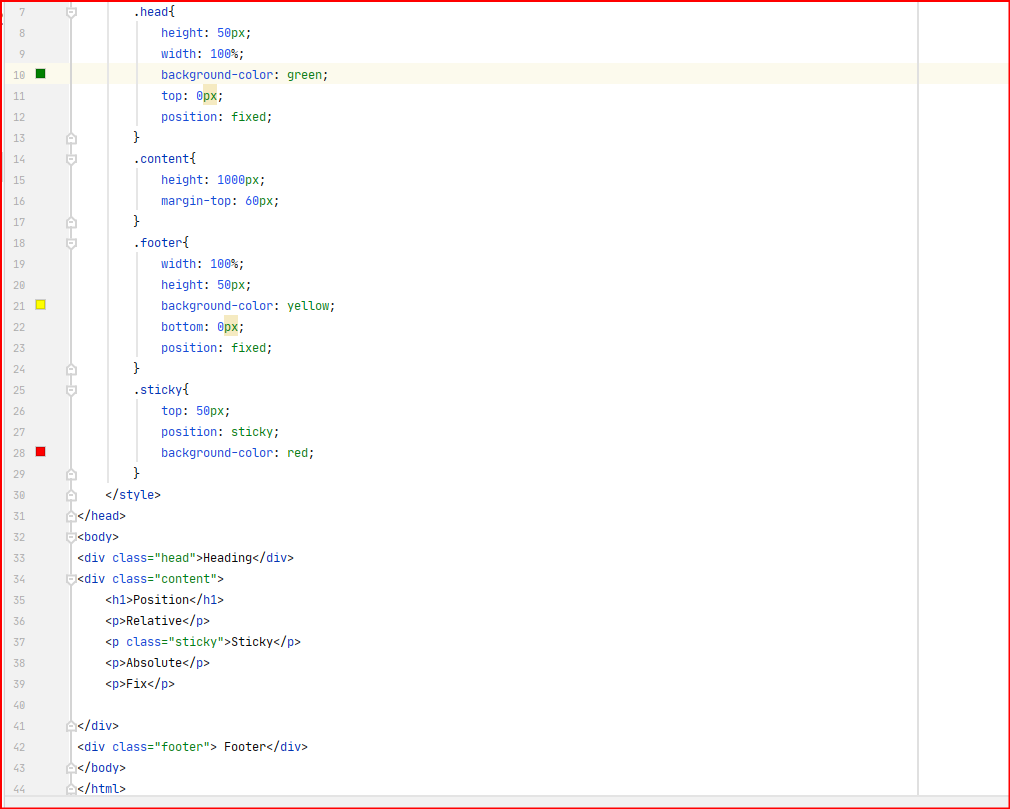 7 .head{
8 height: 50px;
9 width: 100%;
10 background-color: green;
11 top: 0px;
12 position: fixed;
13 }
14 .content{
15 height: 1000px;
16 margin-top: 60px;
17 }
18 .footer{
19 width: 100%;
20 height: 50px;
21 background-color: yellow;
22 bottom: 0px;
23 position: fixed;
24 }
25 .sticky{
26 top: 50px;
27 position: sticky;
28 background-color: red;
29 }
30 </style>
31 </head>
32 <body>
33 <div class="head">Heading</div>
34 <div class="content">
35 <h1>Position</h1>
36 <p>Relative</p>
37 <p class="sticky">Sticky</p>
38 <p>Absolute</p>
39 <p>Fix</p>
40
41 </div>
42 <div class="footer"> Footer</div>
43 </body>
44 </html>